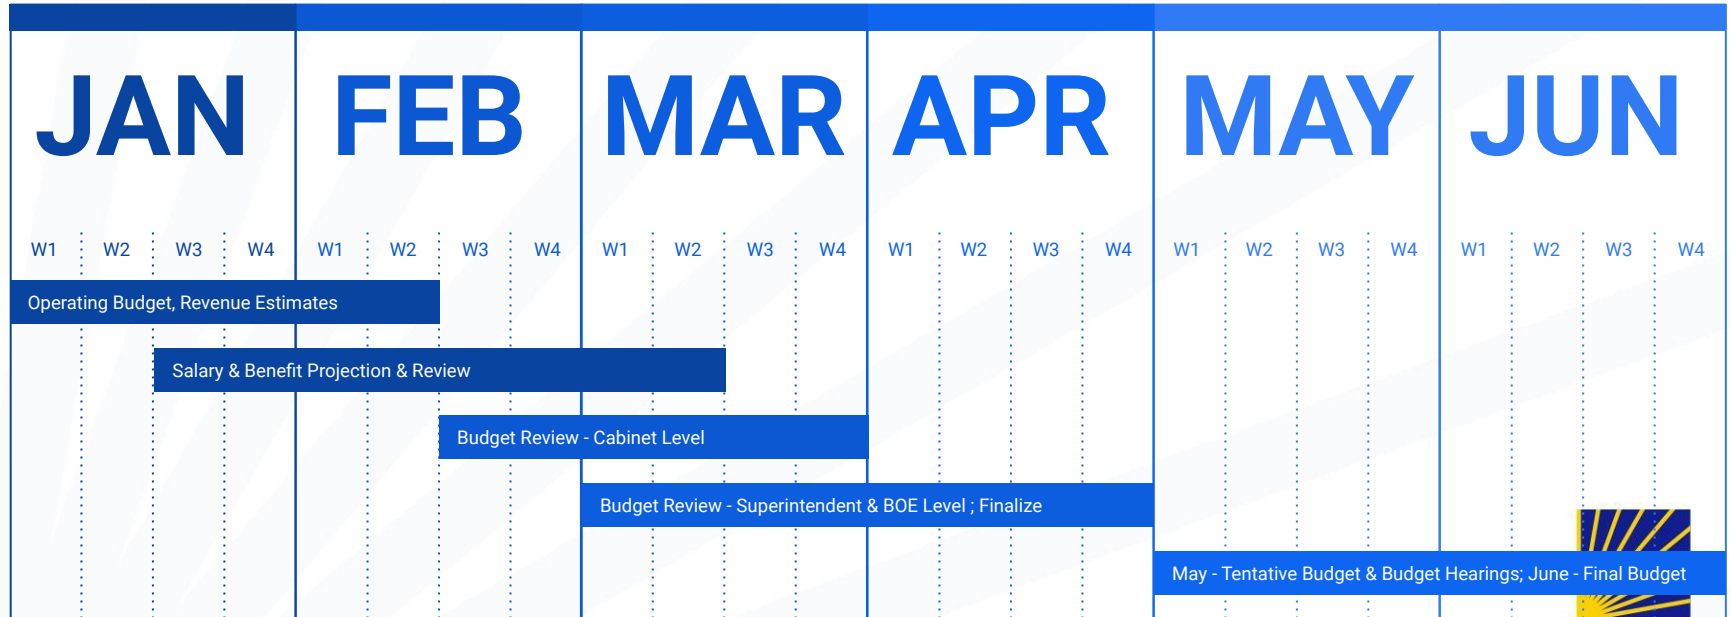 JAN FEB MAR APR MAY JUN
W1 W2 W3 W4 W1 W2 W3 W4 W1 W2 W3 W4 W1 W2 W3 W4 W1 W2 W3 W4 W1 W2 W3 W4
Operating Budget, Revenue Estimates
Salary & Benefit Projection & Review
Budget Review - Cabinet Level
Budget Review - Superintendent & BOE Level ; Finalize
May - Tentative Budget & Budget Hearings; June - Final Budget